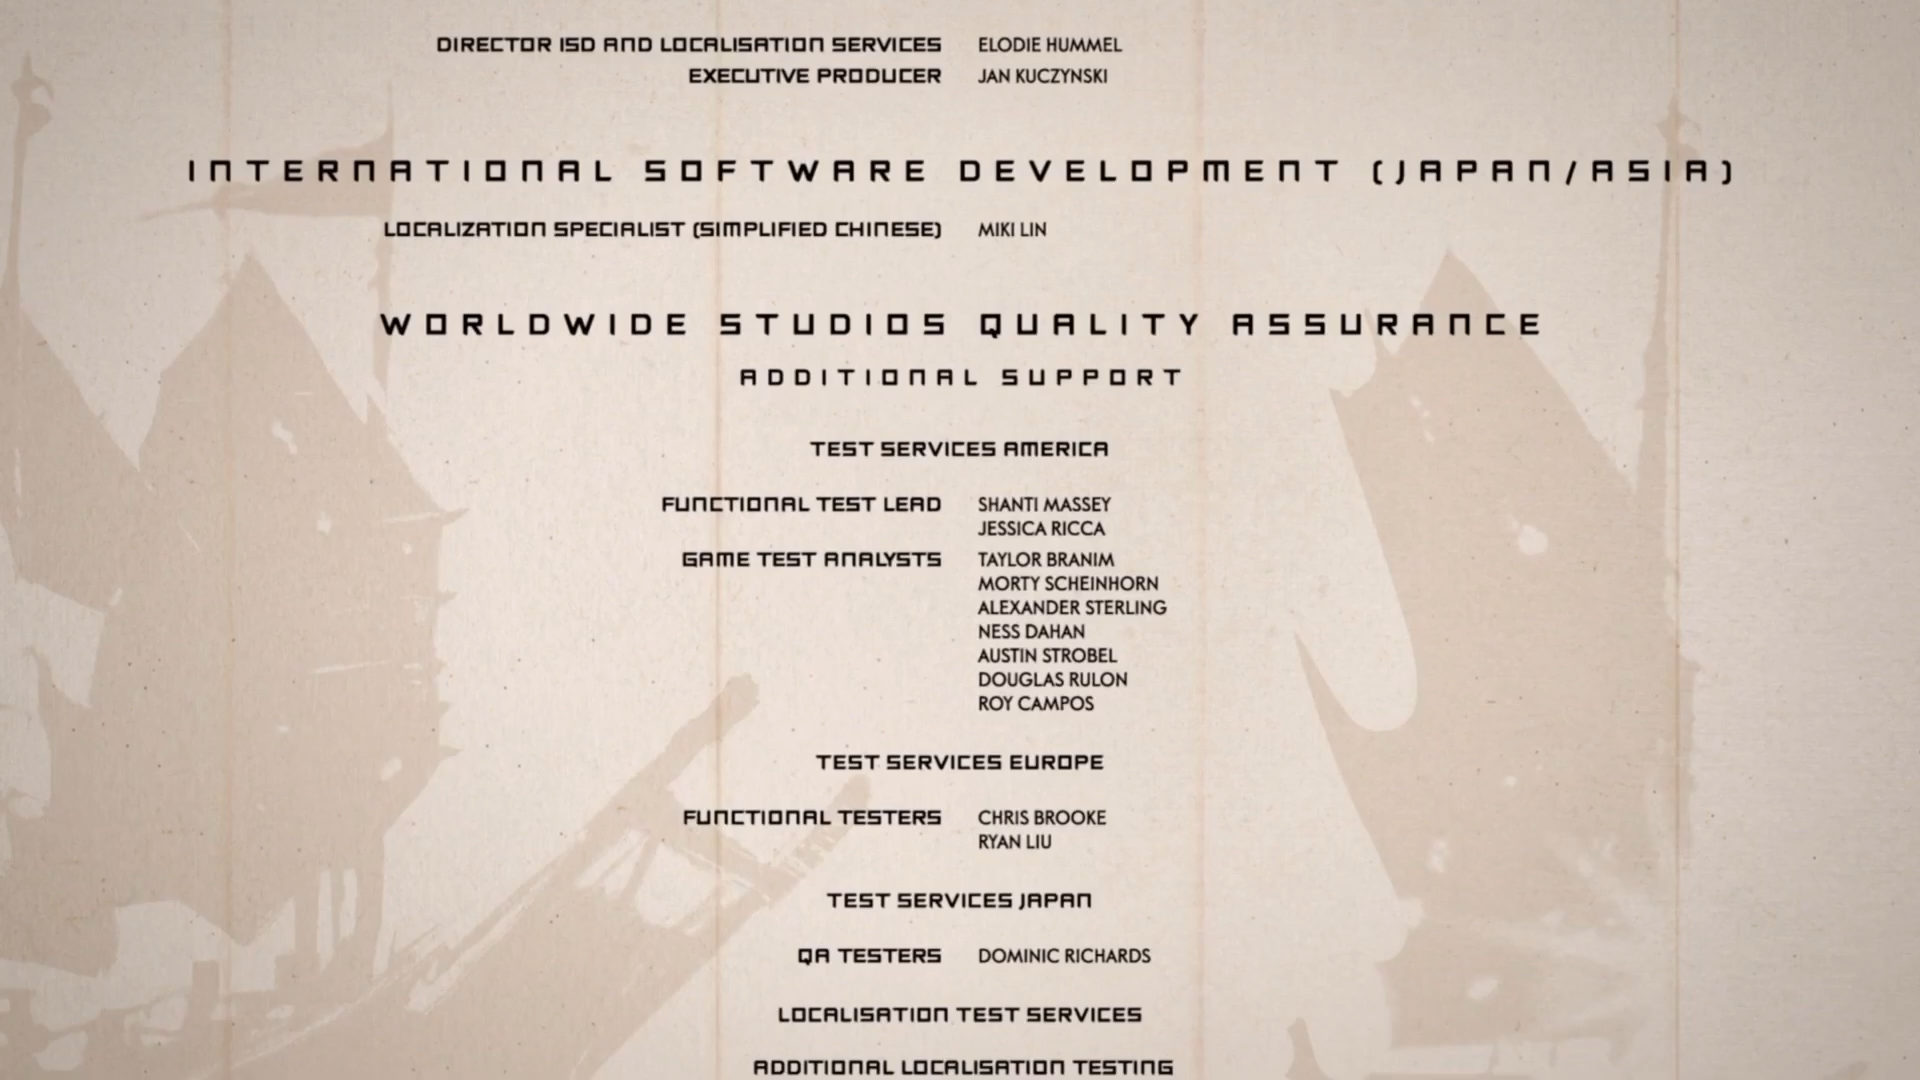 DIRECTOR ISD AND LOCALISATION SERVICES ELODIE HUMMEL
EXECUTIVE PRODUCER JAN KUCZYNSKI
INTERNATIONAL SOFTWARE DEVELOPMENT (JAPAN/ASIA)
LOCALIZATION SPECIALIST (SIMPLIFIED CHINESE) MIKI LIN
WORLDWIDE STUDIOS QUALITY ASSURANCE
ADDITIONAL SUPPORT
TEST SERVICES AMERICA
FUNCTIONAL TEST LEAD SHANTI MASSEY
JESSICA RICCA
GAME TEST ANALYSTS TAYLOR BRANIM
MORTY SCHEINHORN
ALEXANDER STERLING
NESS DAHAN
AUSTIN STROBEL
DOUGLAS RULON
ROY CAMPOS
TEST SERVICES EUROPE
FUNCTIONAL TESTERS CHRIS BROOKE
RYAN LIU
TEST SERVICES JAPAN
QA TESTERS DOMINIC RICHARDS
LOCALISATION TEST SERVICES
ADDITIONAL LOCALISATION TESTING